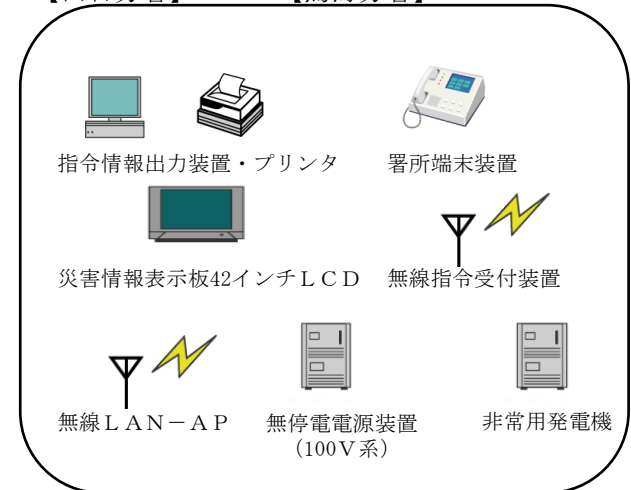 指令情報出力装置・プリンタ 署所端末装置
災害情報表示板42インチLCD 無線指令受付装置
無線LAN-AP 無停電電源装置 非常用発電機
(100V系)